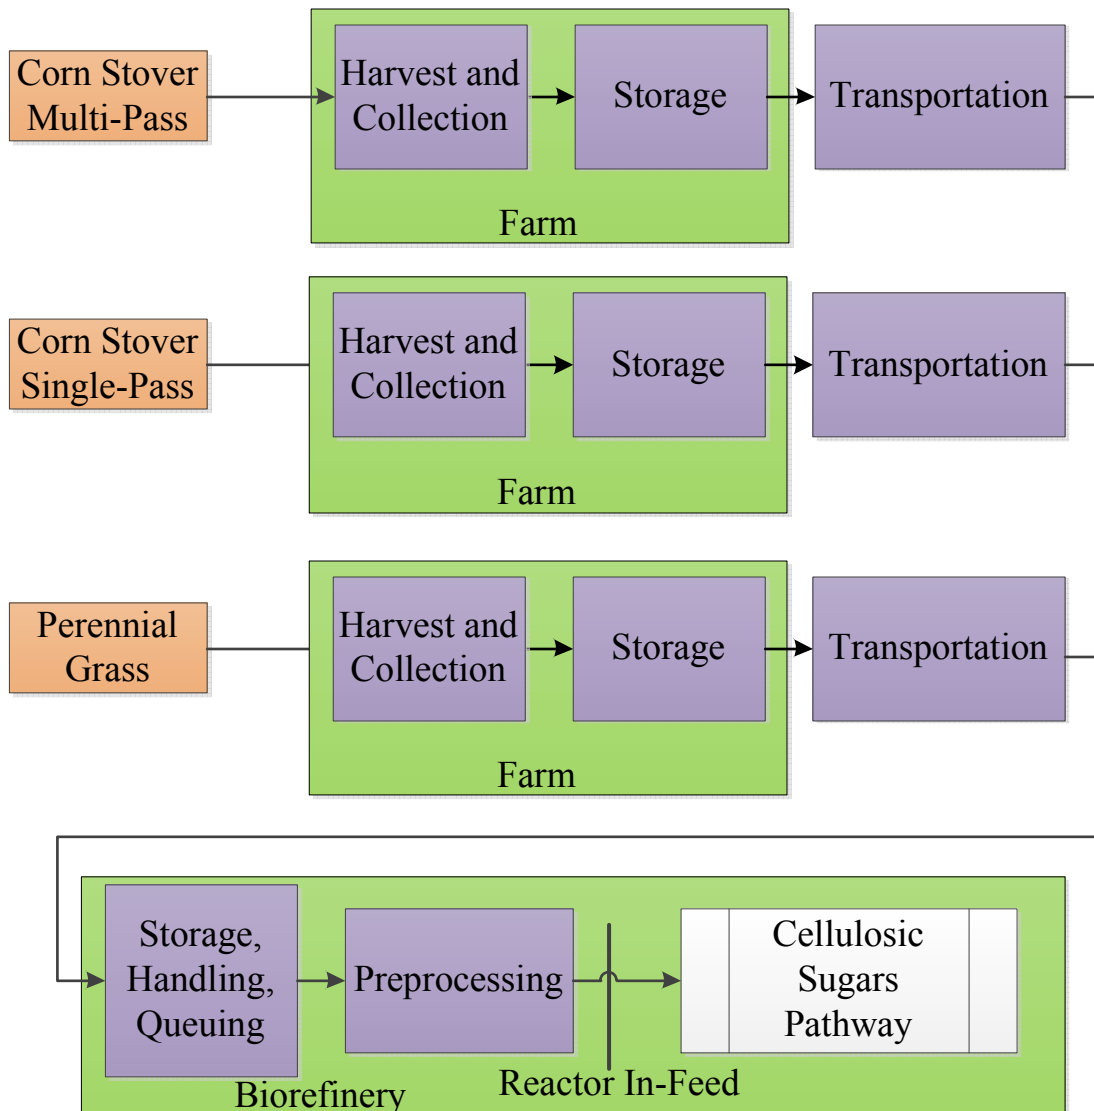 Corn Stover
Multi-Pass
Harvest and
Collection
Storage
Transportation
Farm
Corn Stover
Single-Pass
Harvest and
Collection
Storage
Transportation
Farm
Perennial
Grass
Harvest and
Collection
Storage
Transportation
Farm
Storage,
Handling,
Queuing
Preprocessing
Cellulosic
Sugars
Pathway
Reactor In-Feed
Biorefinery